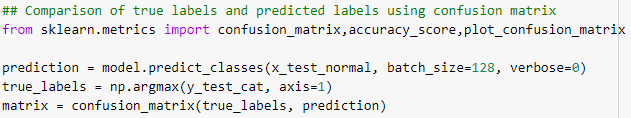 ## Comparison of true labels and predicted labels using confusion matrix
from sklearn.metrics import confusion_matrix,accuracy_score,plot_confusion_matrix
prediction = model.predict_classes(x_test_normal, batch_size=128, verbose=0)
true_labels = np.argmax(y_test_cat, axis=1)
matrix = confusion_matrix(true_labels, prediction)